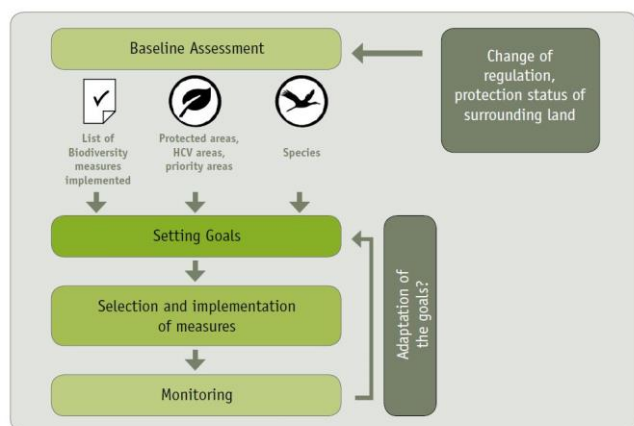 Baseline Assessment
Change of
regulation,
protection status of
surrounding land
List of
Biodiversity
measures
implemented
Protected areas,
HCV areas,
priority areas
Species
Setting Goals
Selection and implementation
of measures
Monitoring
Adaptation of
the goals?